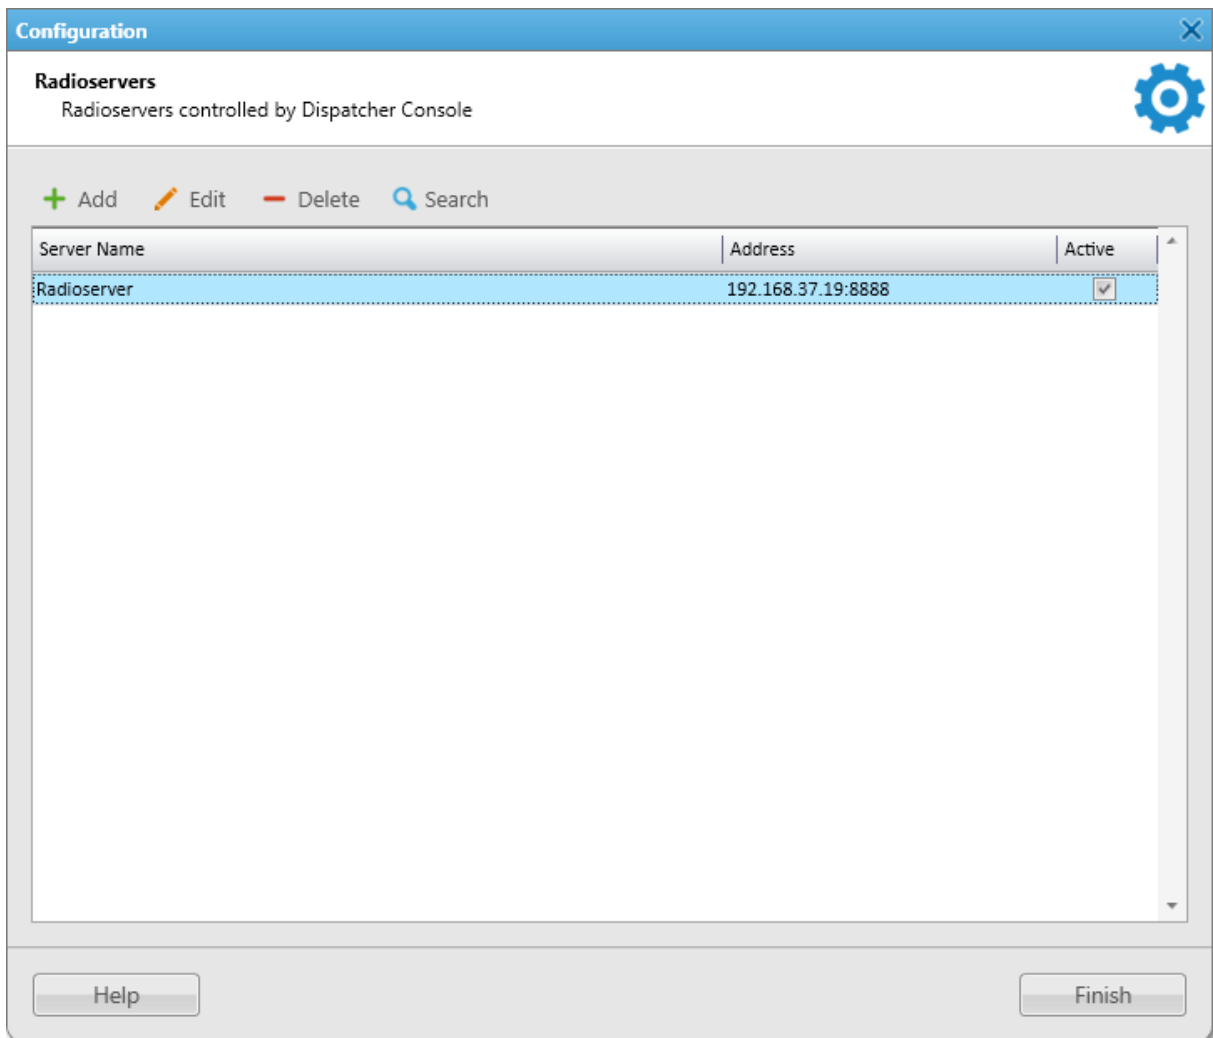 Configuration
Radioservers
Radioservers controlled by Dispatcher Console
Add Edit Delete Search
Server Name Address Active
Radioserver 192.168.37.19:8888
Help Finish